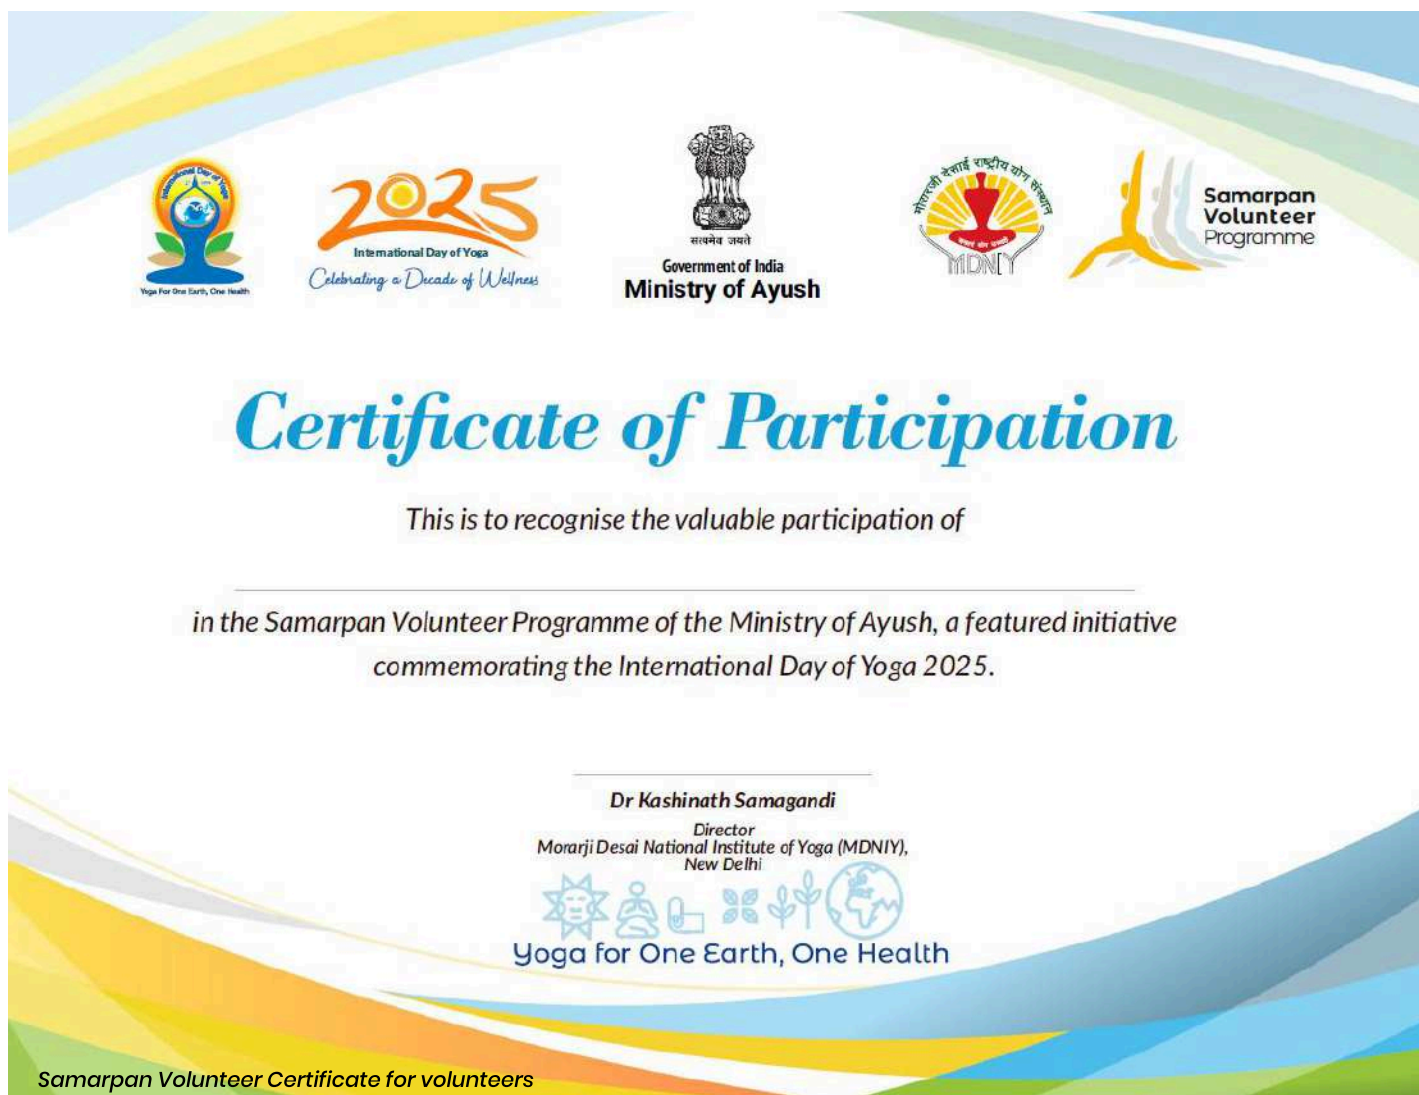 International Day of Yoga
Yoga For One Earth, One Health
2025
International Day of Yoga
Celebrating a Decade of Wellness
सत्यमेव जयते
Government of India
Ministry of Ayush
मोरारजी देसाई राष्ट्रीय योग संस्थान
MDNIY
Samarpan
Volunteer
Programme
Certificate of Participation
This is to recognise the valuable participation of
in the Samarpan Volunteer Programme of the Ministry of Ayush, a featured initiative
commemorating the International Day of Yoga 2025.
Dr Kashinath Samagandi
Director
Morarji Desai National Institute of Yoga (MDNIY),
New Delhi
Yoga for One Earth, One Health
Samarpan Volunteer Certificate for volunteers